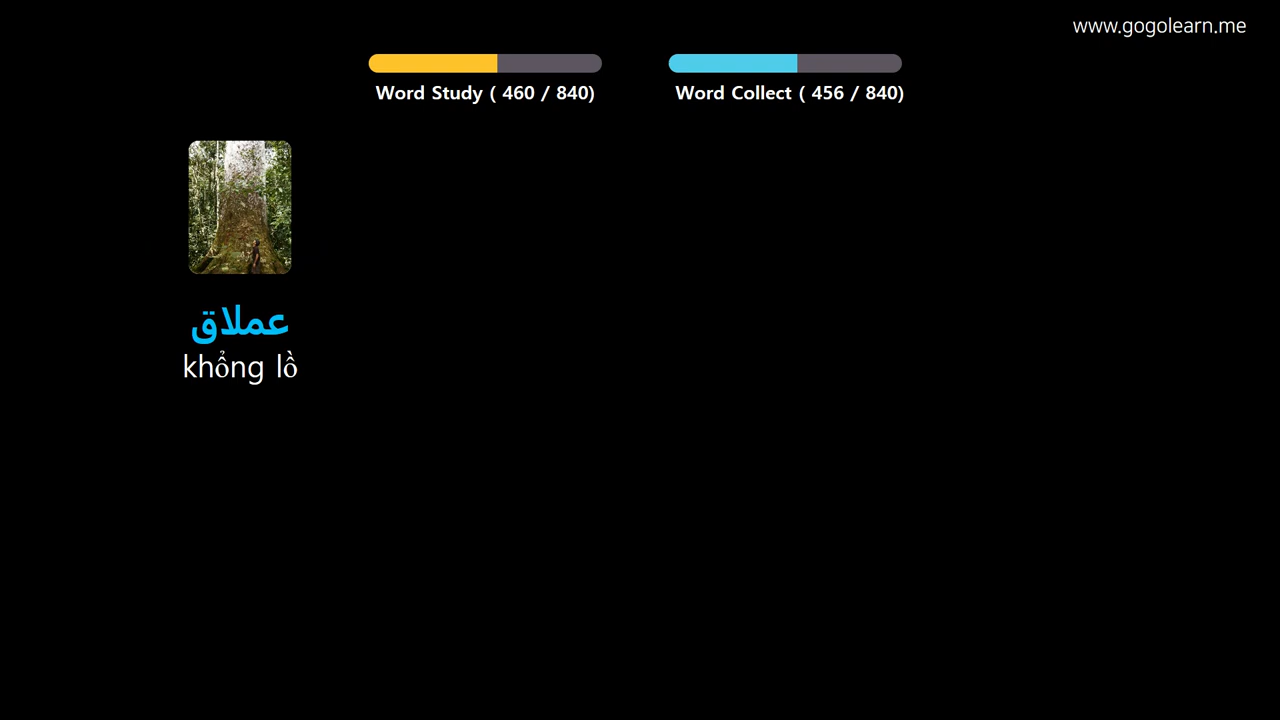 www.gogolearn.me
Word Study ( 460 / 840)
Word Collect ( 456 / 840)
عملاق
khổng lồ